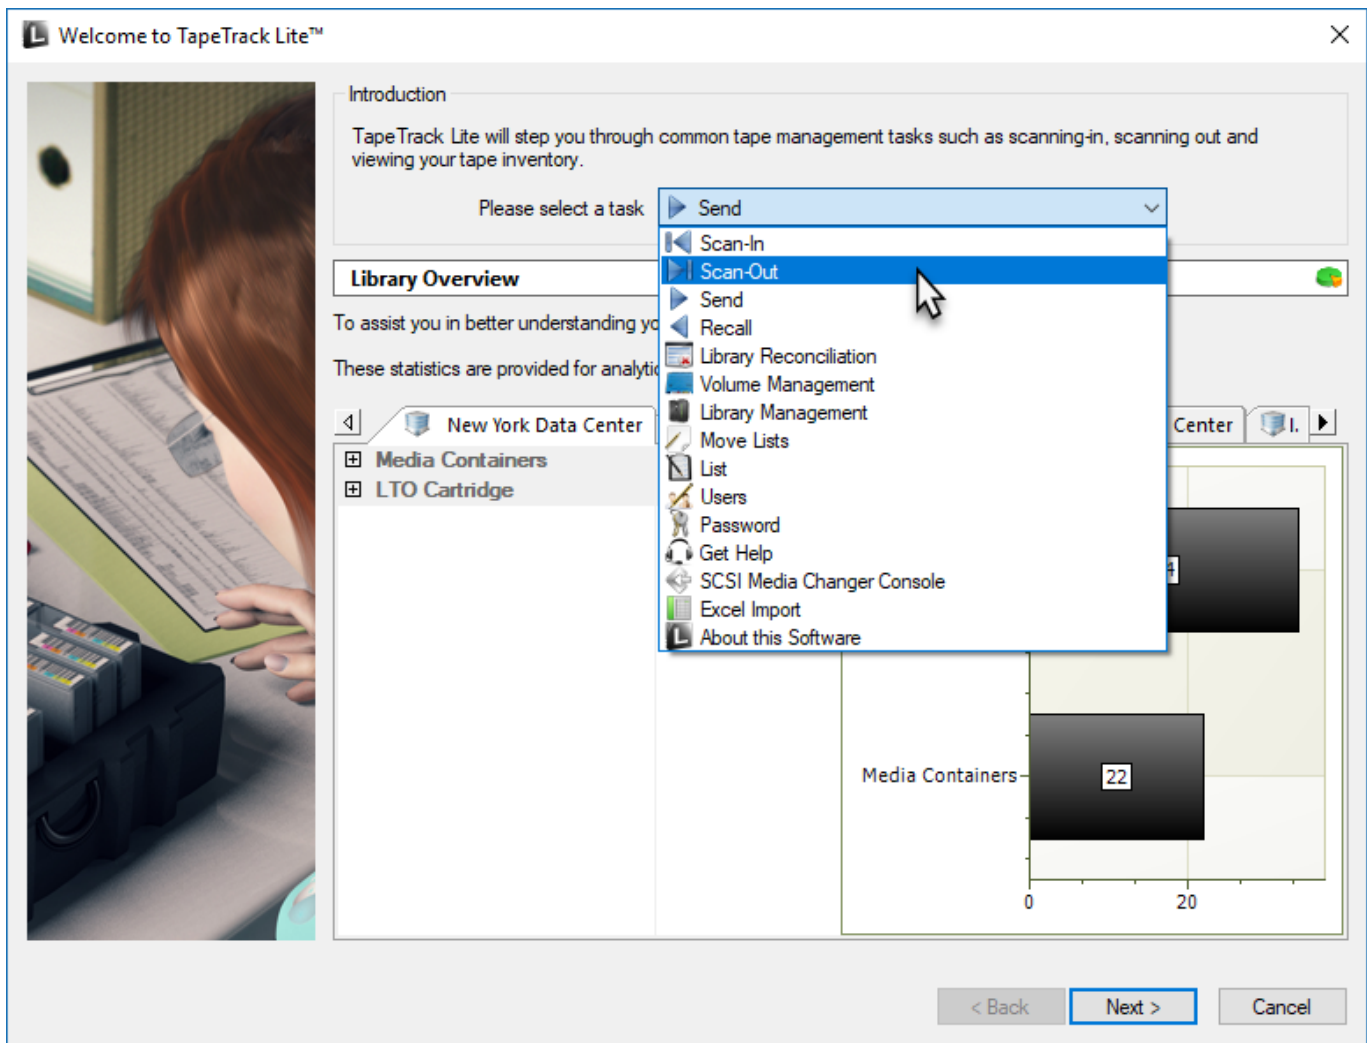 Welcome to TapeTrack Lite™
Introduction
TapeTrack Lite will step you through common tape management tasks such as scanning-in, scanning out and
viewing your tape inventory.
Please select a task
Send
Scan-In
Scan-Out
Send
Recall
Library Reconciliation
Volume Management
Library Management
Move Lists
List
Users
Password
Get Help
SCSI Media Changer Console
Excel Import
About this Software
Library Overview
To assist you in better understanding
These statistics are provided for
New York Data Center
Center
Media Containers
LTO Cartridge
4
Media Containers
22
0
20
< Back
Next >
Cancel